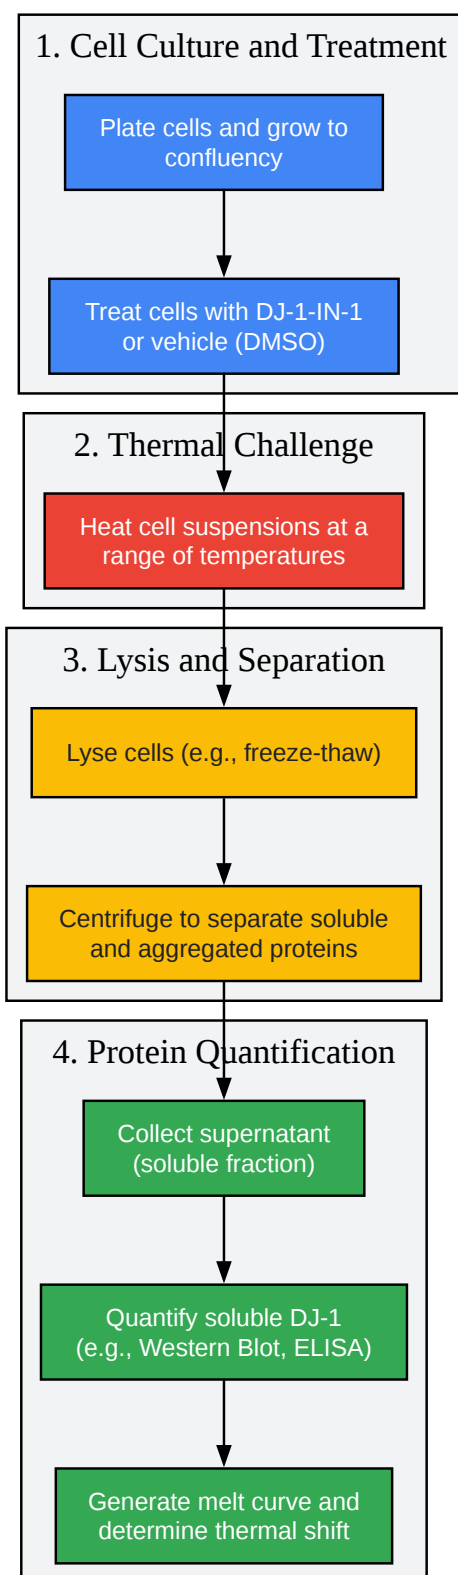 1. Cell Culture and Treatment
Plate cells and grow to
confluency
Treat cells with DJ-1-IN-1
or vehicle (DMSO)
2. Thermal Challenge
Heat cell suspensions at a
range of temperatures
3. Lysis and Separation
Lyse cells (e.g., freeze-thaw)
Centrifuge to separate soluble
and aggregated proteins
4. Protein Quantification
Collect supernatant
(soluble fraction)
Quantify soluble DJ-1
(e.g., Western Blot, ELISA)
Generate melt curve and
determine thermal shift